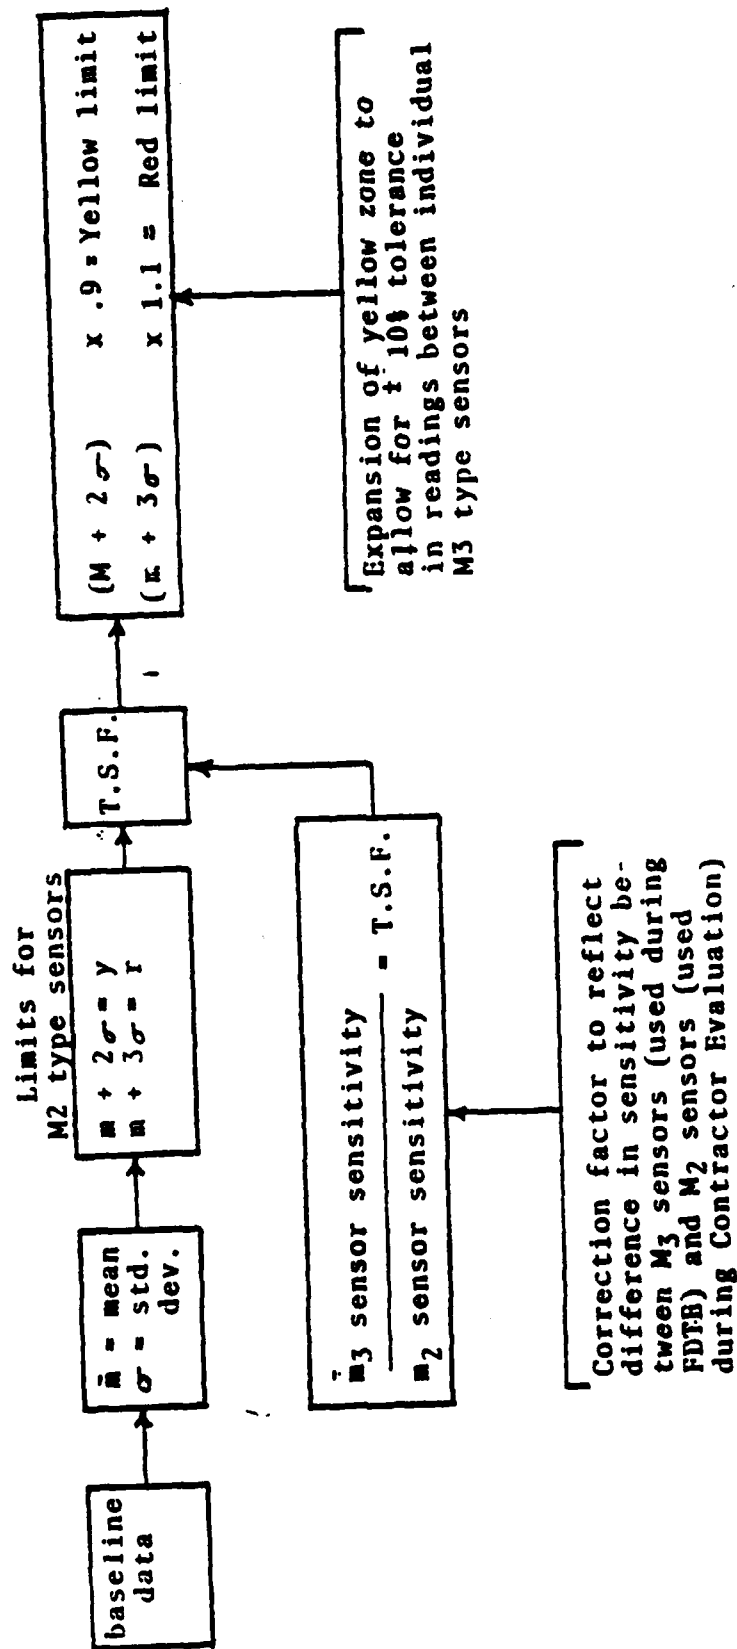 baseline
data
m̄ = mean
σ = std.
dev.
Limits for
M2 type sensors
m + 2σ = y
m + 3σ = r
T.S.F.
(M + 2σ) x .9 = Yellow limit
(m + 3σ) x 1.1 = Red limit
m̄3 sensor sensitivity
m2 sensor sensitivity
= T.S.F.
Expansion of yellow zone to
allow for ± 10% tolerance
in readings between individual
M3 type sensors
Correction factor to reflect
difference in sensitivity be-
tween M3 sensors (used during
FDTB) and M2 sensors (used
during Contractor Evaluation)